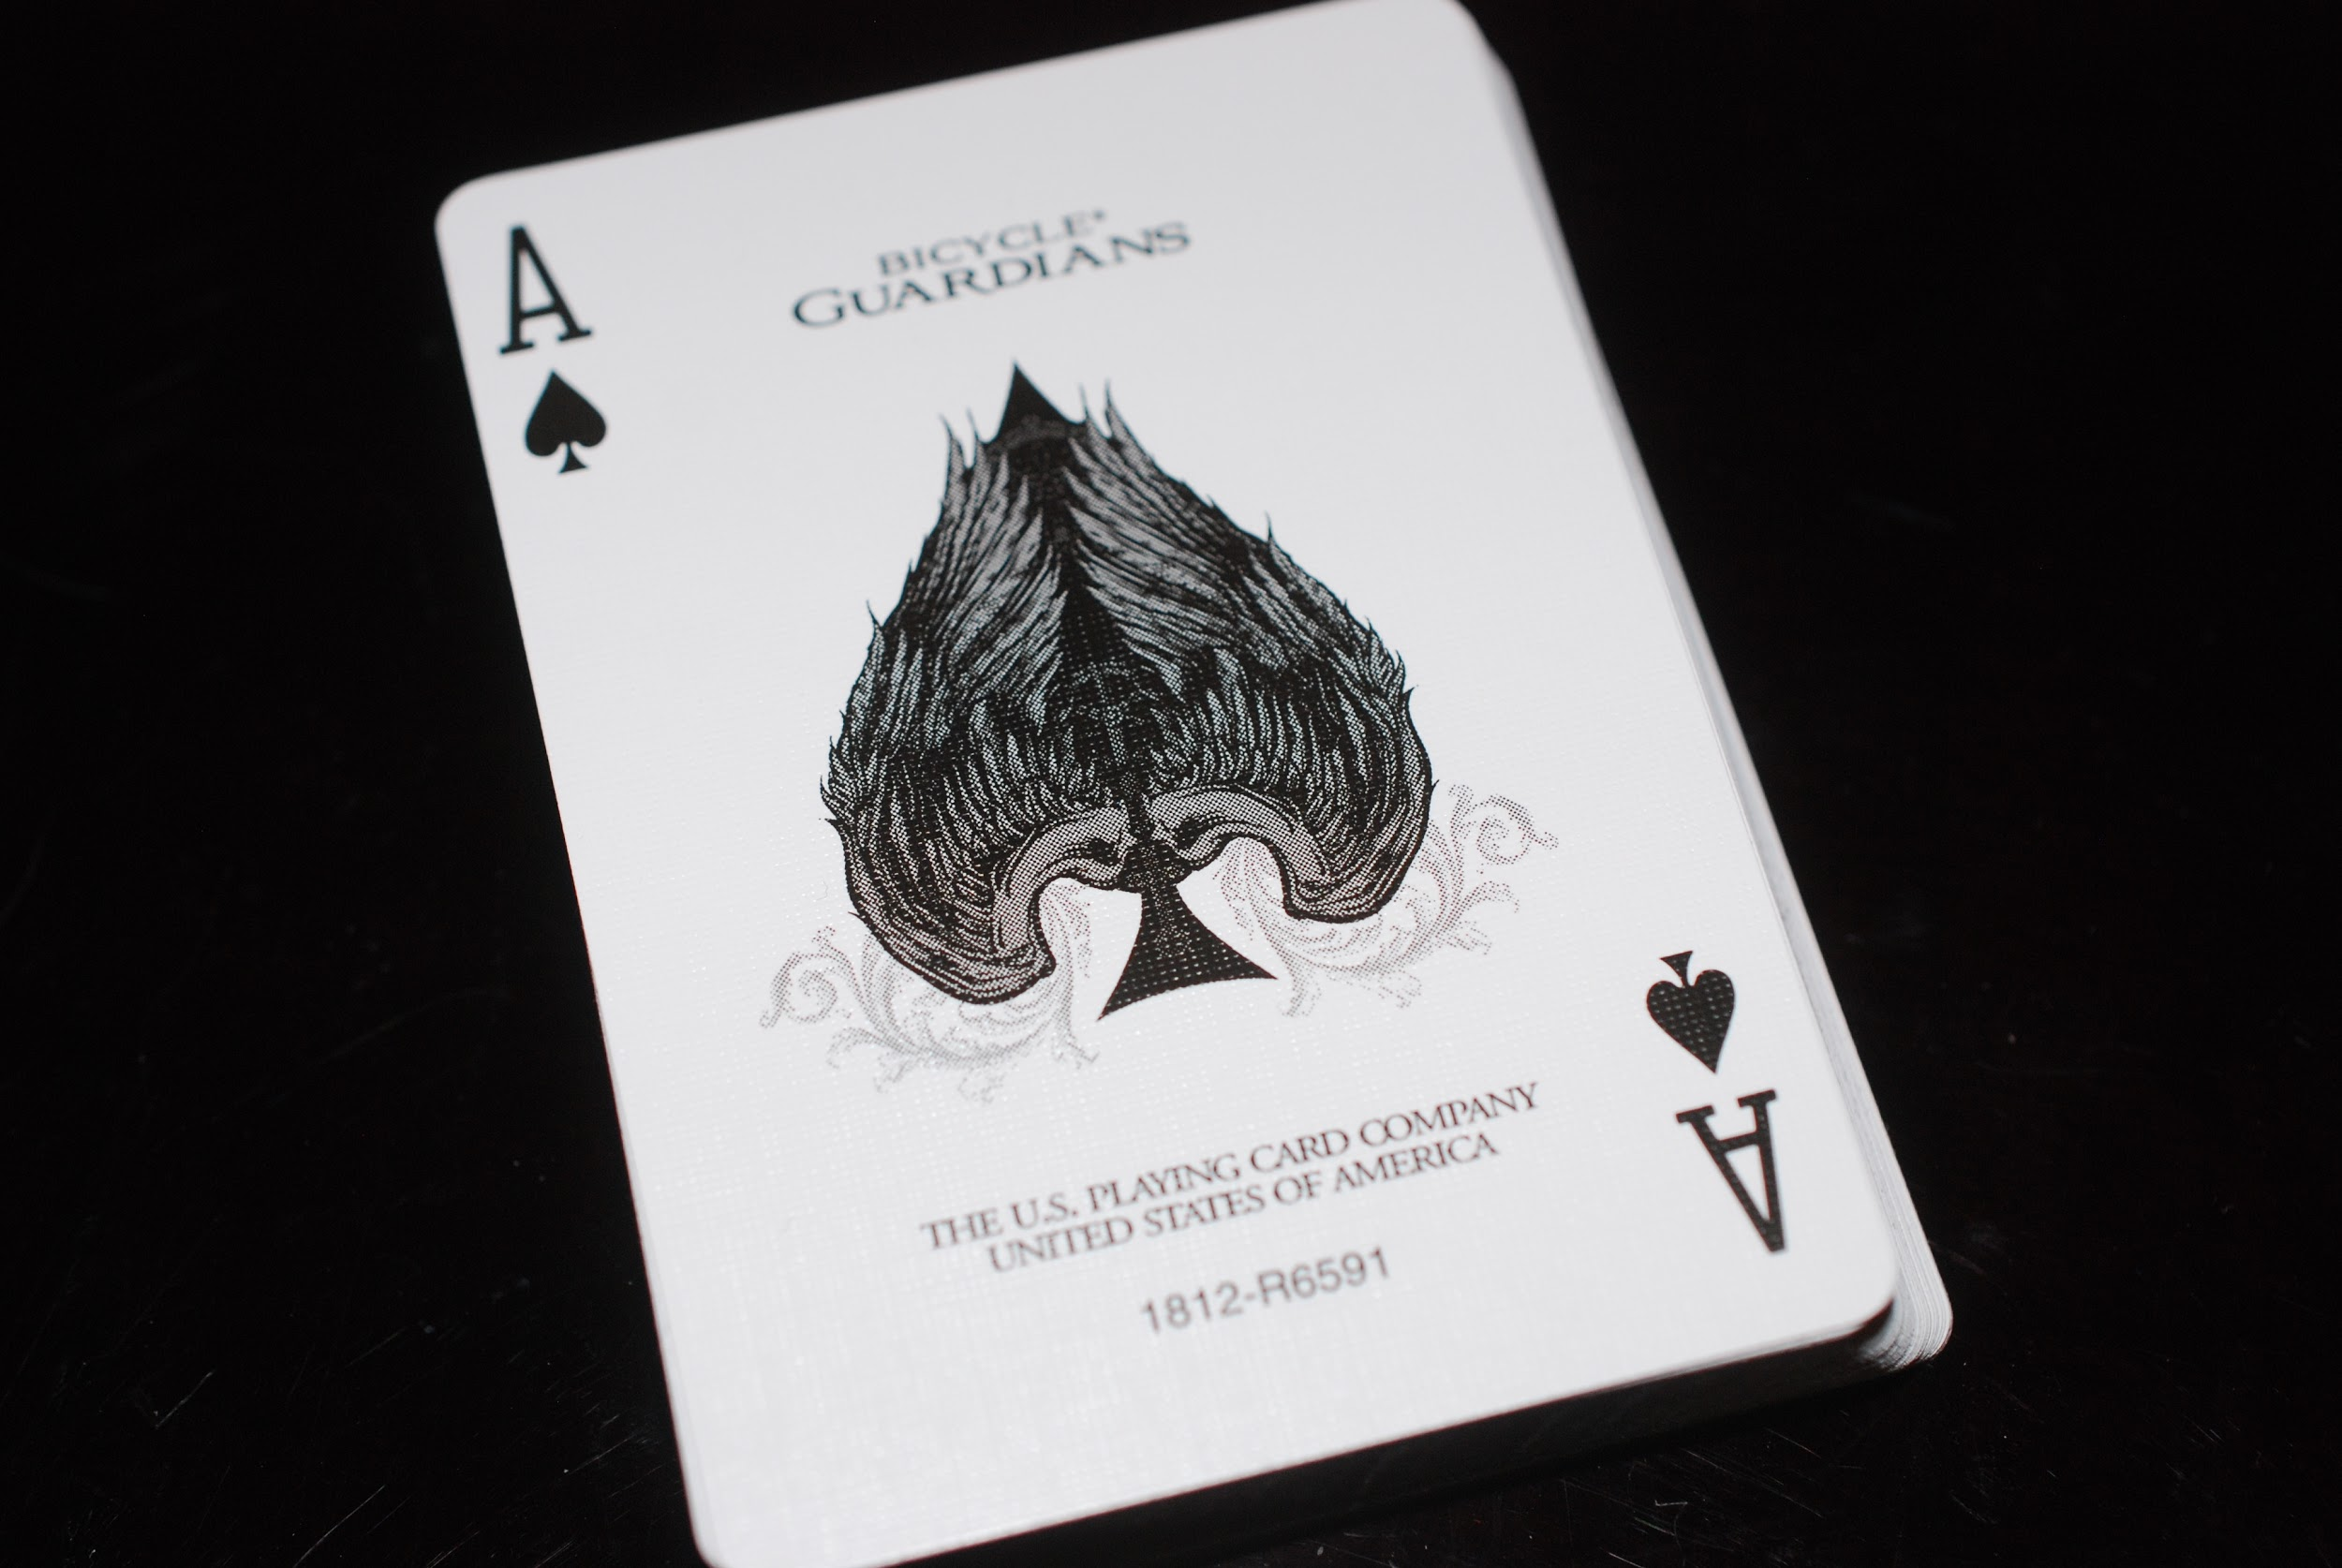 A
BICYCLE®
GUARDIANS
THE U.S. PLAYING CARD COMPANY
UNITED STATES OF AMERICA
1812-R6591
A